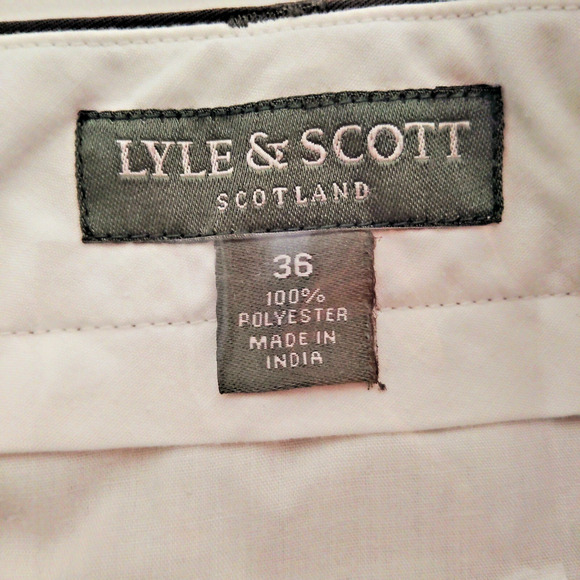 LYLE & SCOTT
SCOTLAND
36
100%
POLYESTER
MADE IN
INDIA